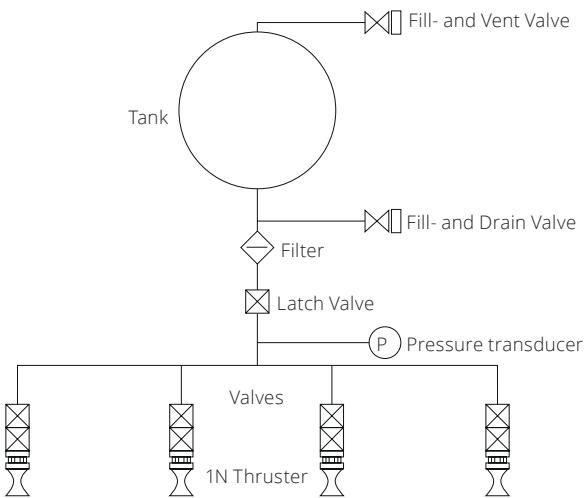 Fill- and Vent Valve
Tank
Fill- and Drain Valve
Filter
Latch Valve
P
Pressure transducer
Valves
1N Thruster